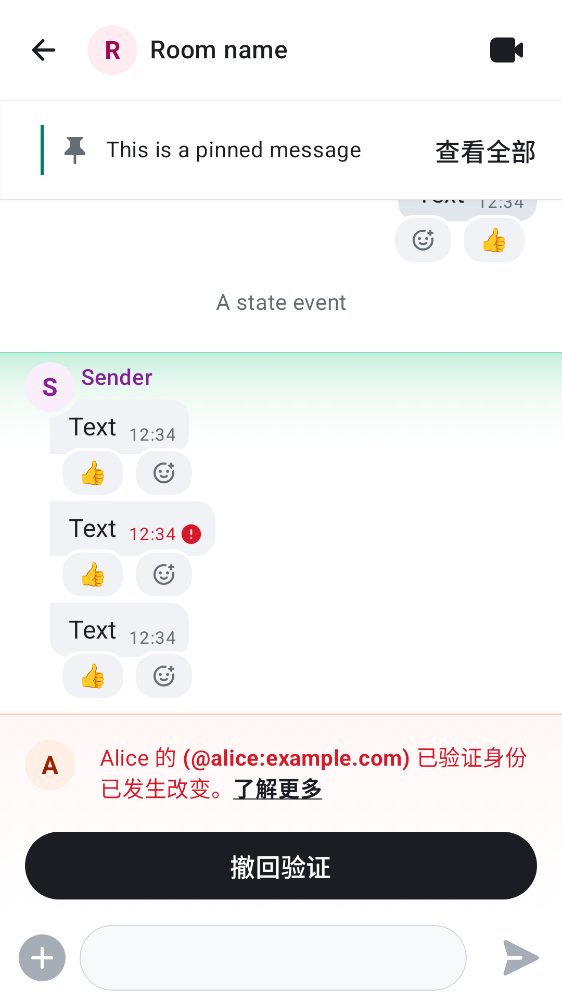 R Room name
This is a pinned message 查看全部
Text 12:34
A state event
S Sender
Text 12:34
Text 12:34
Text 12:34
A Alice 的 (@alice:example.com) 已验证身份
已发生改变。了解更多
撤回验证